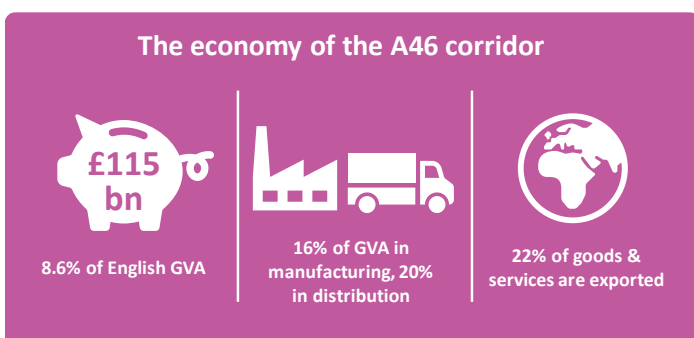 The economy of the A46 corridor
£115
bn
8.6% of English GVA
16% of GVA in
manufacturing, 20%
in distribution
22% of goods &
services are exported